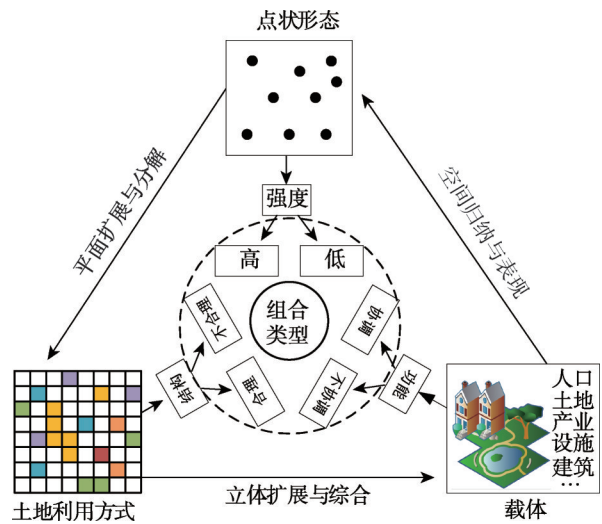 点状形态
平面扩展与分解
空间归纳与表现
强度
高
低
不合理
协调
组合
类型
结构
合理
不协调
功能
人口
土地
产业
设施
建筑…
土地利用方式
立体扩展与综合
载体